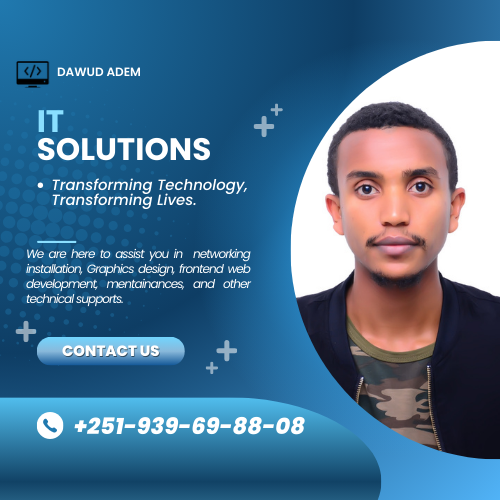 DAWUD ADEM
IT
SOLUTIONS
• Transforming Technology,
Transforming Lives.
We are here to assist you in networking
installation, Graphics design, frontend web
development, mentainances, and other
technical supports.
CONTACT US
+251-939-69-88-08